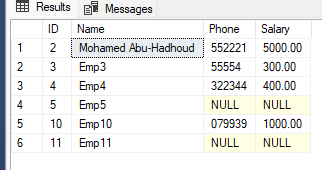 Results Messages
ID Name Phone Salary
1 2 Mohamed Abu-Hadhoud 552221 5000.00
2 3 Emp3 55554 300.00
3 4 Emp4 322344 400.00
4 5 Emp5 NULL NULL
5 10 Emp10 079939 1000.00
6 11 Emp11 NULL NULL